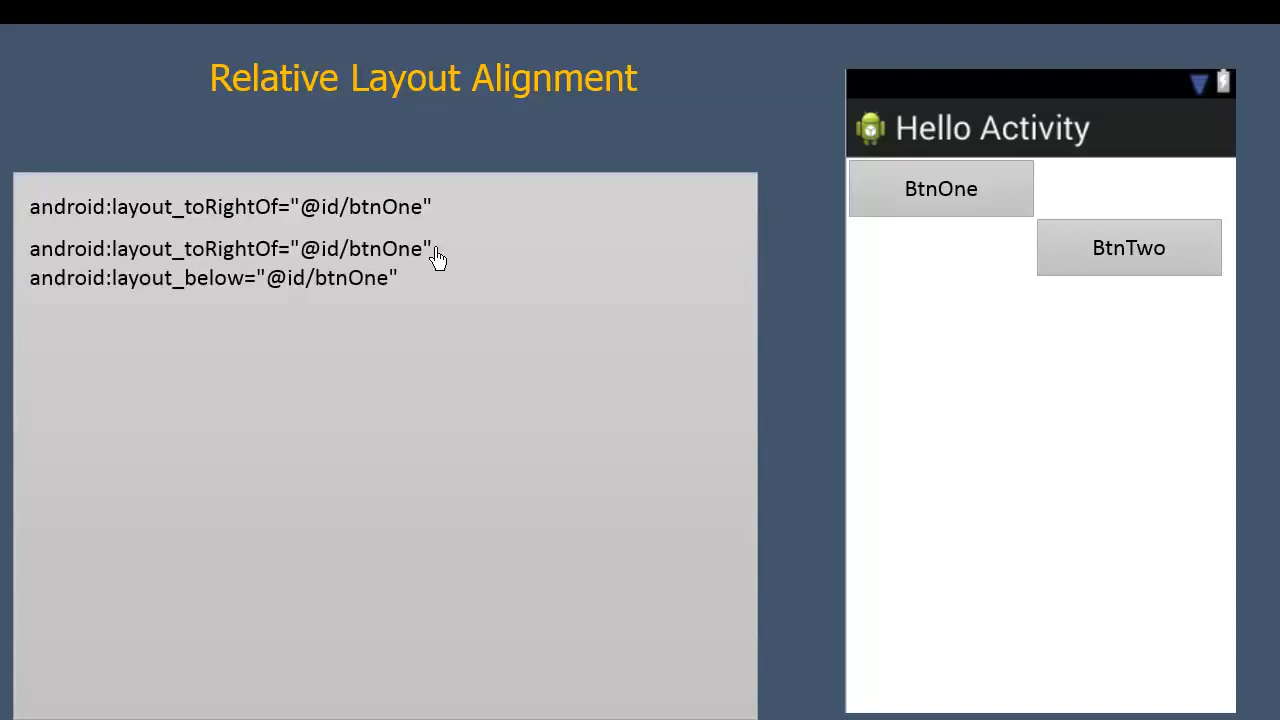 Relative Layout Alignment
android:layout_toRightOf="@id/btnOne"
android:layout_toRightOf="@id/btnOne"
android:layout_below="@id/btnOne"
Hello Activity
BtnOne
BtnTwo